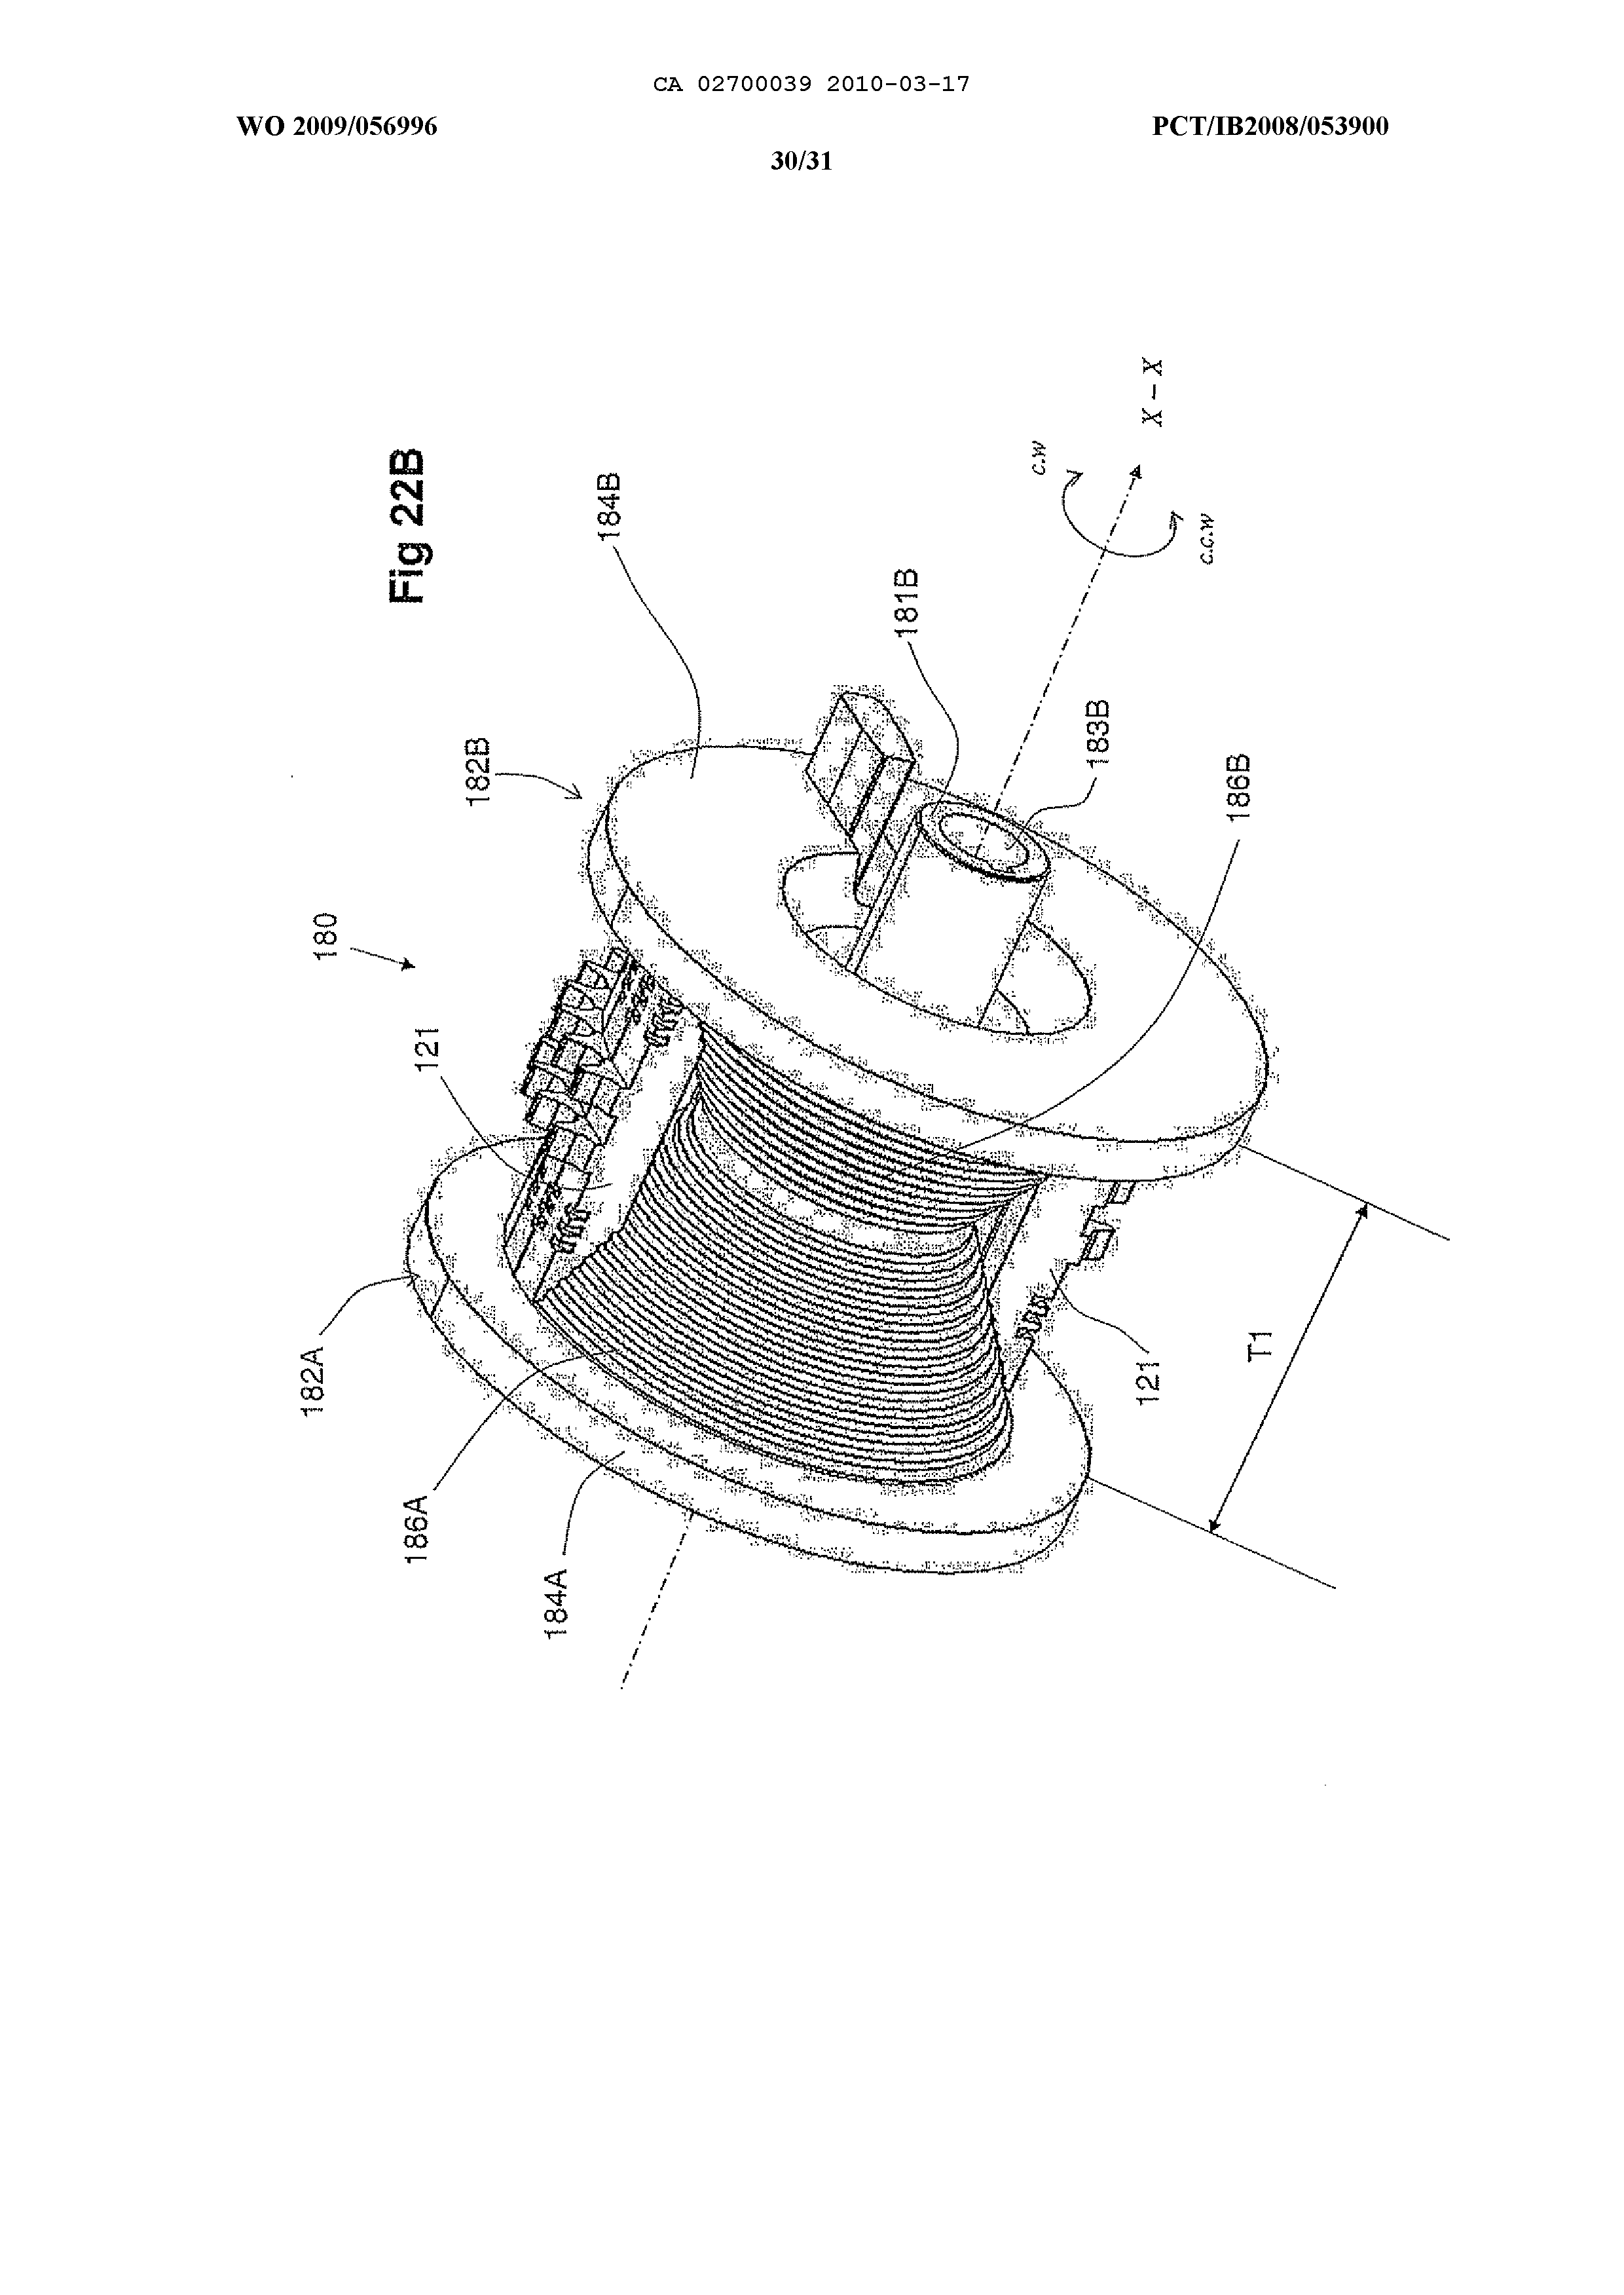 CA 02700039 2010-03-17
WO 2009/056996
PCT/IB2008/053900
30/31
Fig 22B
184B
X - X
c.w
c.c.w
181B
182B
183B
186B
180
121
182A
121
T1
186A
184A